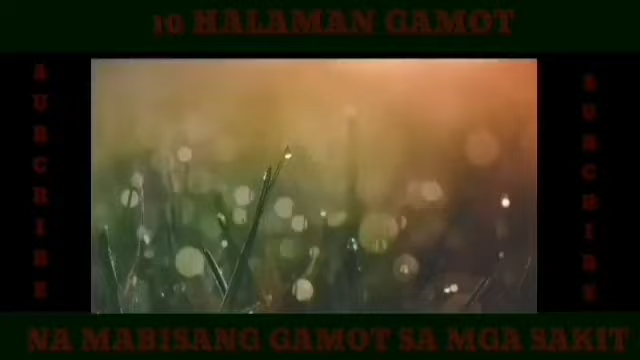 10 HALAMAN GAMOT
SUBCRIBE
SUBCRIBE
NA MABISANG GAMOT SA MGA SAKIT